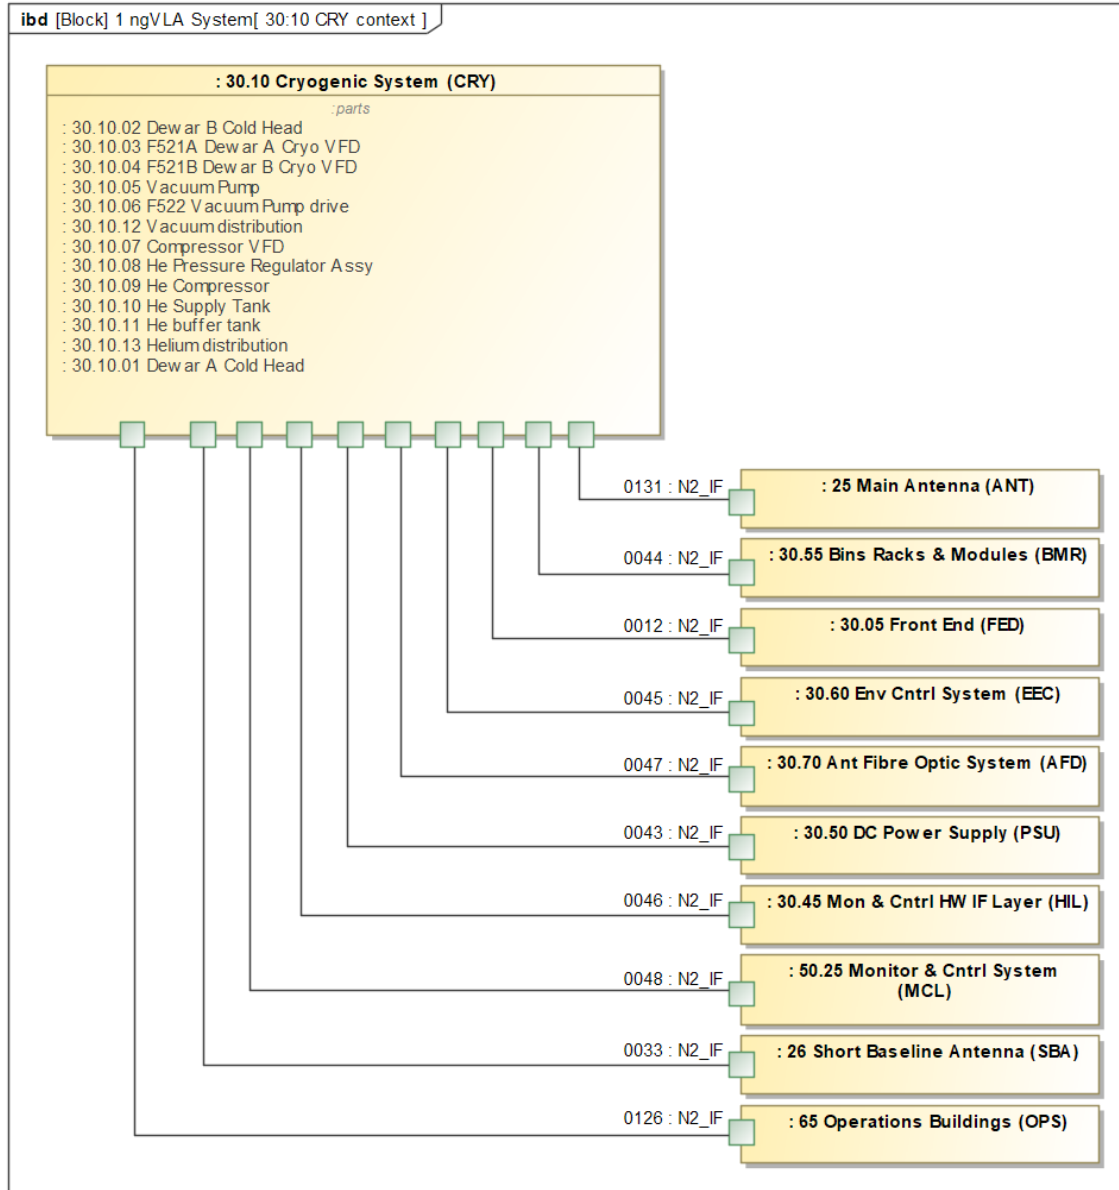 ibd [Block] 1 ngVLA System[ 30:10 CRY context ]
: 30.10 Cryogenic System (CRY)
:parts
: 30.10.02 Dewar B Cold Head
: 30.10.03 F521A Dewar A Cryo VFD
: 30.10.04 F521B Dewar B Cryo VFD
: 30.10.05 Vacuum Pump
: 30.10.06 F522 Vacuum Pump drive
: 30.10.12 Vacuum distribution
: 30.10.07 Compressor VFD
: 30.10.08 He Pressure Regulator Assy
: 30.10.09 He Compressor
: 30.10.10 He Supply Tank
: 30.10.11 He buffer tank
: 30.10.13 Helium distribution
: 30.10.01 Dewar A Cold Head
0131 : N2_IF
: 25 Main Antenna (ANT)
0044 : N2_IF
: 30.55 Bins Racks & Modules (BMR)
0012 : N2_IF
: 30.05 Front End (FED)
0045 : N2_IF
: 30.60 Env Cntrl System (EEC)
0047 : N2_IF
: 30.70 Ant Fibre Optic System (AFD)
0043 : N2_IF
: 30.50 DC Power Supply (PSU)
0046 : N2_IF
: 30.45 Mon & Cntrl HW IF Layer (HIL)
0048 : N2_IF
: 50.25 Monitor & Cntrl System
(MCL)
0033 : N2_IF
: 26 Short Baseline Antenna (SBA)
0126 : N2_IF
: 65 Operations Buildings (OPS)